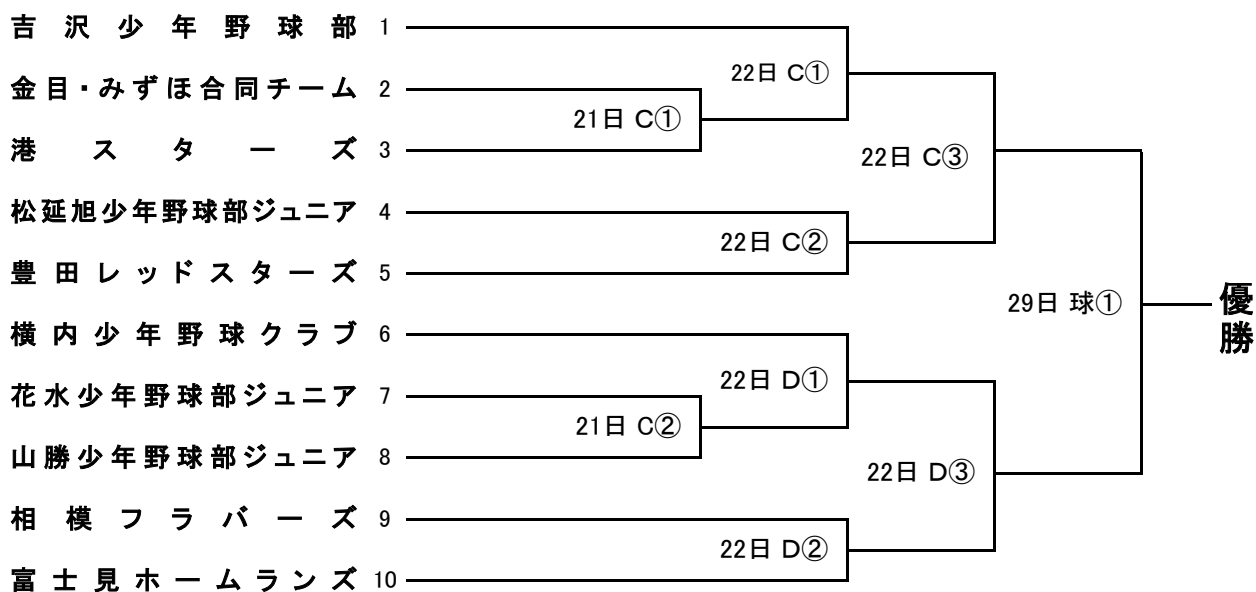 吉沢少年野球部 1
22日 C①
金目・みずほ合同チーム 2
21日 C①
港スターズ 3
22日 C③
松延旭少年野球部ジュニア 4
22日 C②
豊田レッドスターズ 5
29日 球①
優勝
横内少年野球クラブ 6
22日 D①
花水少年野球部ジュニア 7
21日 C②
山勝少年野球部ジュニア 8
22日 D③
相模フラバーズ 9
22日 D②
富士見ホームランズ 10